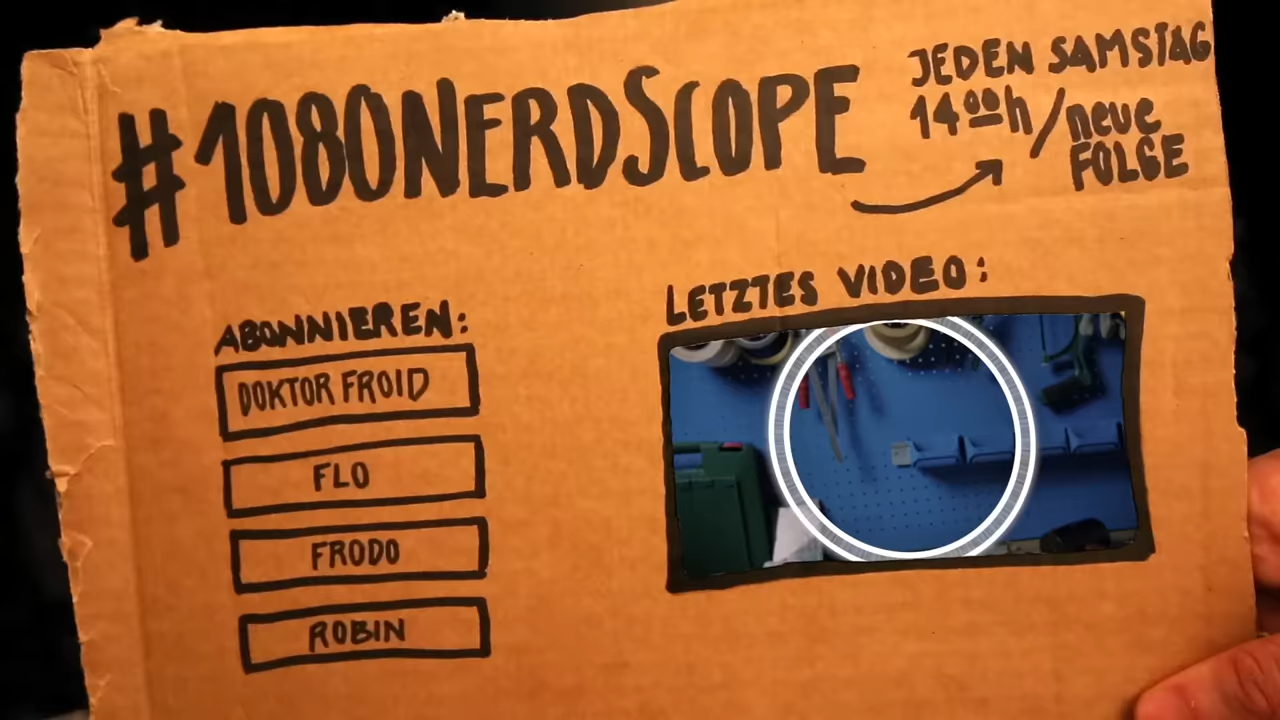 #1080NERDSCOPE
JEDEN SAMSTAG
14⁰⁰h/neue
FOLGE
ABONNIEREN:
DOKTOR FROID
FLO
FRODO
ROBIN
LETZTES VIDEO: